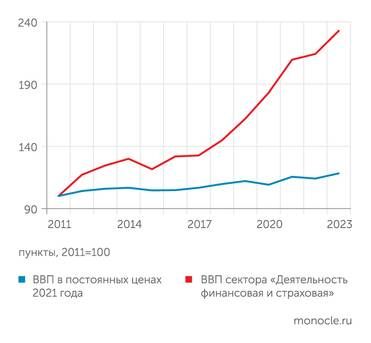 240
190
140
90
2011 2014 2017 2020 2023
пункты, 2011=100
ВВП в постоянных ценах
2021 года
ВВП сектора «Деятельность
финансовая и страховая»
monocle.ru